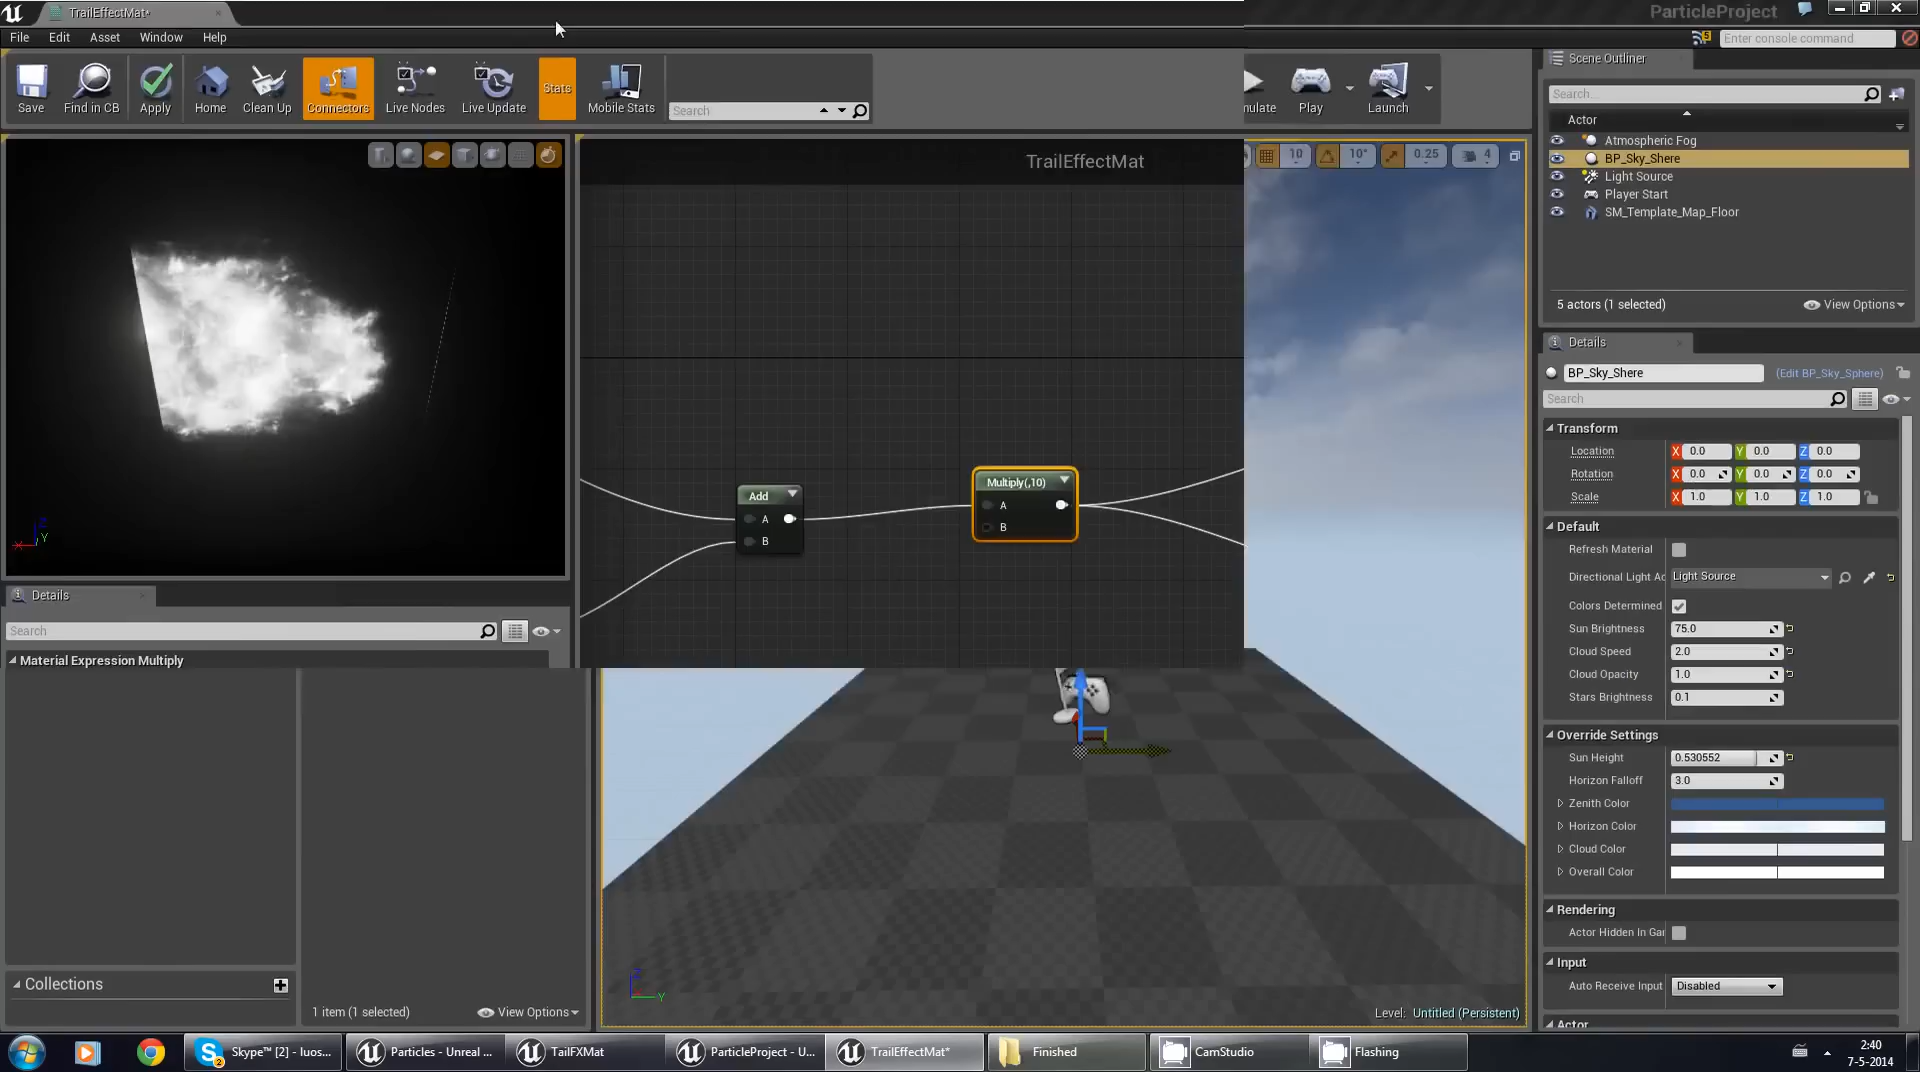 TrailEffectMat*
ParticleProject
File Edit Asset Window Help
5
Enter console command
Save
Find in CB
Apply
Home
Clean Up
Connectors
Live Nodes
Live Update
Stats
Mobile Stats
Search
Play
Launch
Scene Outliner
Search...
Actor
Atmospheric Fog
BP_Sky_Shere
Light Source
Player Start
SM_Template_Map_Floor
5 actors (1 selected)
View Options
TrailEffectMat
10
10°
0.25
4
Add
A
B
Multiply(,10)
A
B
Y
Details
Search
Material Expression Multiply
Collections
1 item (1 selected)
View Options
Y
Level: Untitled (Persistent)
Details
BP_Sky_Shere
(Edit BP_Sky_Sphere)
Search
Transform
Location X 0.0 Y 0.0 Z 0.0
Rotation X 0.0 Y 0.0 Z 0.0
Scale X 1.0 Y 1.0 Z 1.0
Default
Refresh Material
Directional Light Ac Light Source
Colors Determined
Sun Brightness 75.0
Cloud Speed 2.0
Cloud Opacity 1.0
Stars Brightness 0.1
Override Settings
Sun Height 0.530552
Horizon Falloff 3.0
Zenith Color
Horizon Color
Cloud Color
Overall Color
Rendering
Actor Hidden In Gar
Input
Auto Receive Input Disabled
Actor
Skype™ [2] - luos...
Particles - Unreal ...
TailFXMat
ParticleProject - U...
TrailEffectMat*
Finished
CamStudio
Flashing
2:40
7-5-2014